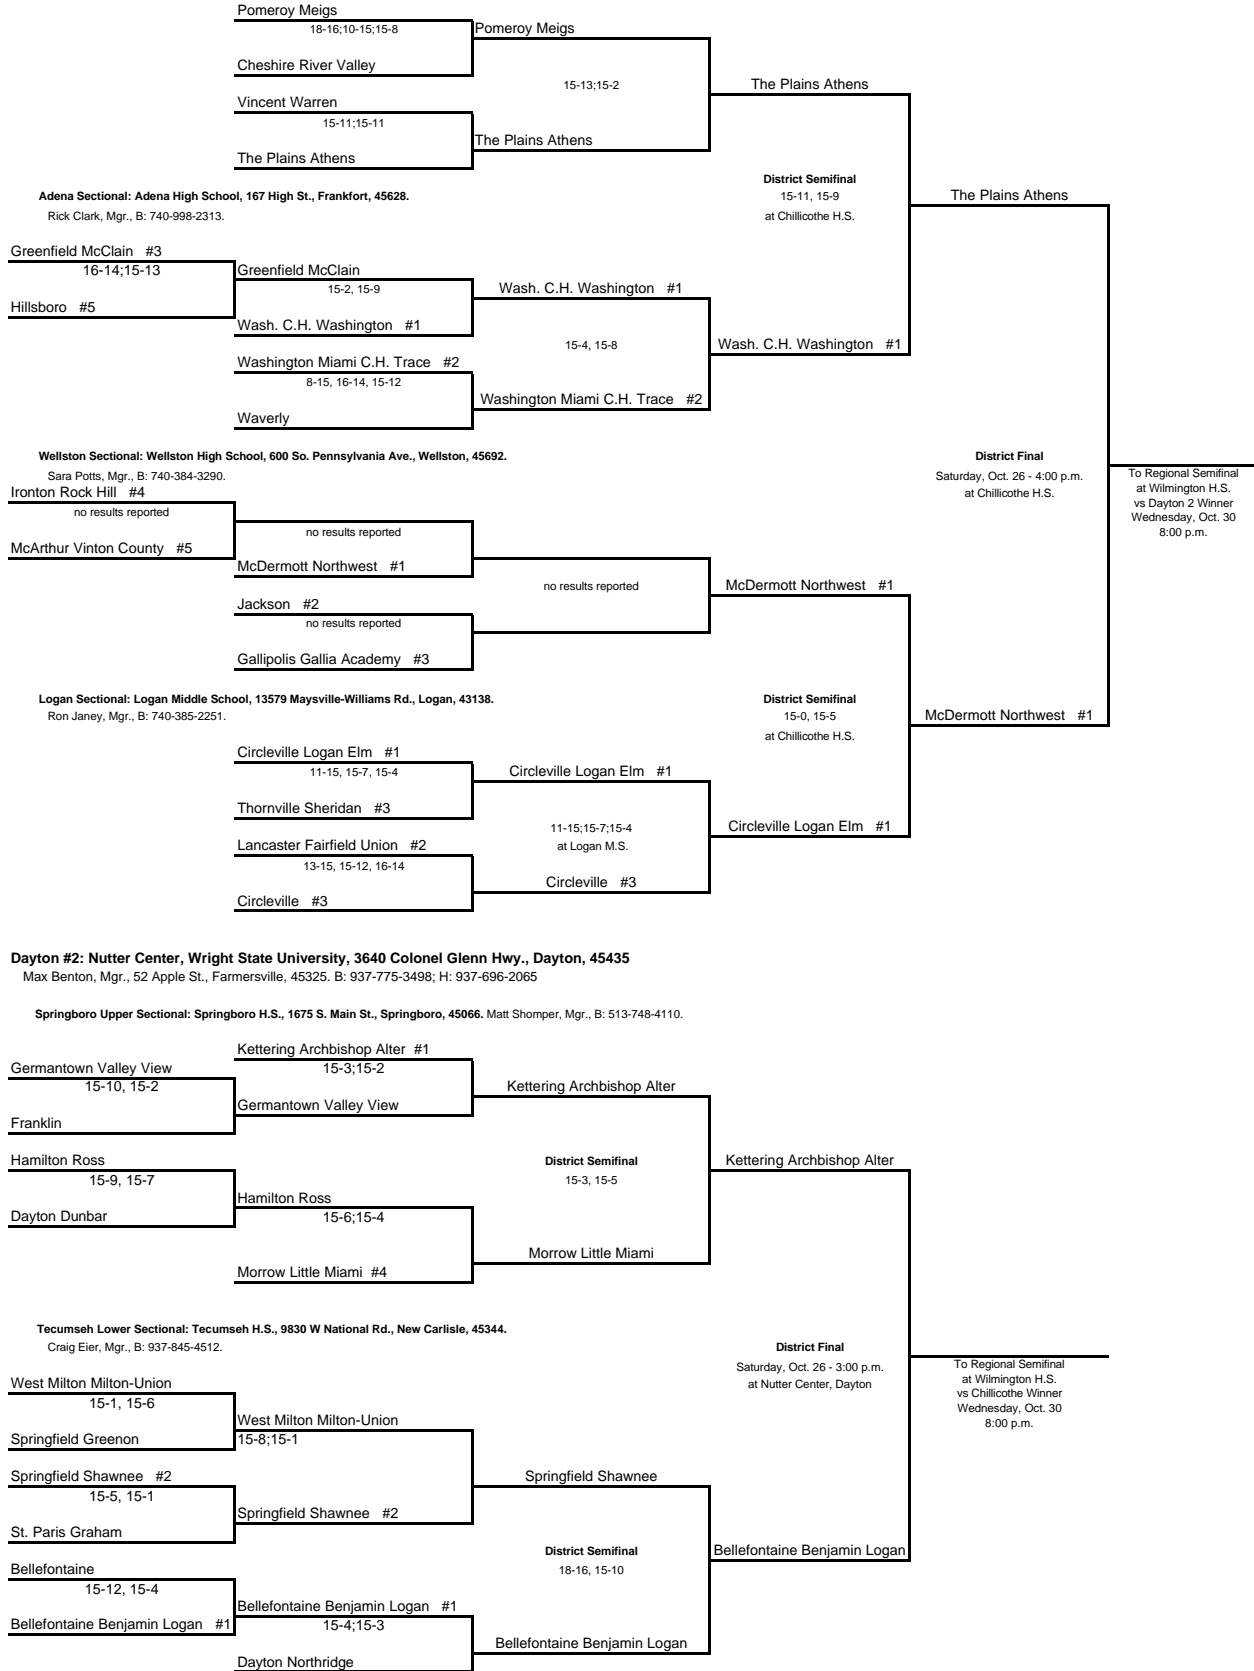 Pomeroy Meigs
18-16;10-15;15-8
Pomeroy Meigs
Cheshire River Valley
15-13;15-2
The Plains Athens
Vincent Warren
15-11;15-11
The Plains Athens
The Plains Athens
District Semifinal
Adena Sectional: Adena High School, 167 High St., Frankfort, 45628.
15-11, 15-9
The Plains Athens
Rick Clark, Mgr., B: 740-998-2313.
at Chillicothe H.S.
Greenfield McClain #3
16-14;15-13
Greenfield McClain
15-2, 15-9
Wash. C.H. Washington #1
Hillsboro #5
Wash. C.H. Washington #1
15-4, 15-8
Wash. C.H. Washington #1
Washington Miami C.H. Trace #2
8-15, 16-14, 15-12
Washington Miami C.H. Trace #2
Waverly
Wellston Sectional: Wellston High School, 600 So. Pennsylvania Ave., Wellston, 45692.
District Final
Sara Potts, Mgr., B: 740-384-3290.
Saturday, Oct. 26 - 4:00 p.m.
at Chillicothe H.S.
To Regional Semifinal
at Wilmington H.S.
vs Dayton 2 Winner
Wednesday, Oct. 30
8:00 p.m.
Ironton Rock Hill #4
no results reported
no results reported
McArthur Vinton County #5
McDermott Northwest #1
no results reported
McDermott Northwest #1
Jackson #2
no results reported
Gallipolis Gallia Academy #3
Logan Sectional: Logan Middle School, 13579 Maysville-Williams Rd., Logan, 43138.
District Semifinal
Ron Janey, Mgr., B: 740-385-2251.
15-0, 15-5
McDermott Northwest #1
at Chillicothe H.S.
Circleville Logan Elm #1
11-15, 15-7, 15-4
Circleville Logan Elm #1
Thornville Sheridan #3
11-15;15-7;15-4
Circleville Logan Elm #1
Lancaster Fairfield Union #2
at Logan M.S.
13-15, 15-12, 16-14
Circleville #3
Circleville #3
Dayton #2: Nutter Center, Wright State University, 3640 Colonel Glenn Hwy., Dayton, 45435
Max Benton, Mgr., 52 Apple St., Farmersville, 45325. B: 937-775-3498; H: 937-696-2065
Springboro Upper Sectional: Springboro H.S., 1675 S. Main St., Springboro, 45066. Matt Shomper, Mgr., B: 513-748-4110.
Kettering Archbishop Alter #1
Germantown Valley View
15-3;15-2
15-10, 15-2
Kettering Archbishop Alter
Germantown Valley View
Franklin
Hamilton Ross
District Semifinal
Kettering Archbishop Alter
15-9, 15-7
15-3, 15-5
Hamilton Ross
Dayton Dunbar
15-6;15-4
Morrow Little Miami
Morrow Little Miami #4
Tecumseh Lower Sectional: Tecumseh H.S., 9830 W National Rd., New Carlisle, 45344.
Craig Eier, Mgr., B: 937-845-4512.
District Final
Saturday, Oct. 26 - 3:00 p.m.
at Nutter Center, Dayton
To Regional Semifinal
at Wilmington H.S.
vs Chillicothe Winner
Wednesday, Oct. 30
8:00 p.m.
West Milton Milton-Union
15-1, 15-6
West Milton Milton-Union
Springfield Greenon
15-8;15-1
Springfield Shawnee #2
Springfield Shawnee
15-5, 15-1
Springfield Shawnee #2
St. Paris Graham
District Semifinal
Bellefontaine Benjamin Logan
Bellefontaine
18-16, 15-10
15-12, 15-4
Bellefontaine Benjamin Logan #1
Bellefontaine Benjamin Logan #1
15-4;15-3
Bellefontaine Benjamin Logan
Dayton Northridge